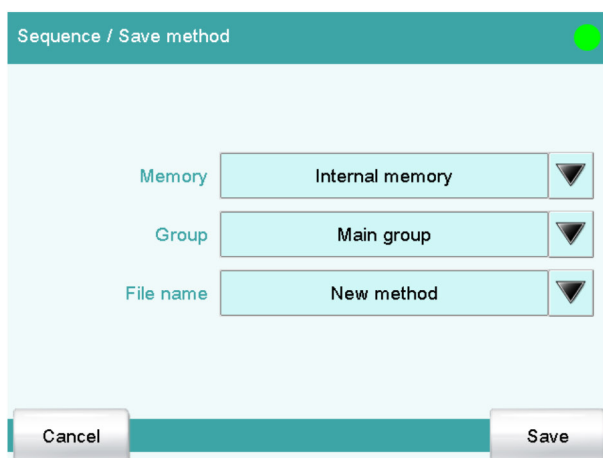 Sequence / Save method
Memory Internal memory
Group Main group
File name New method
Cancel Save